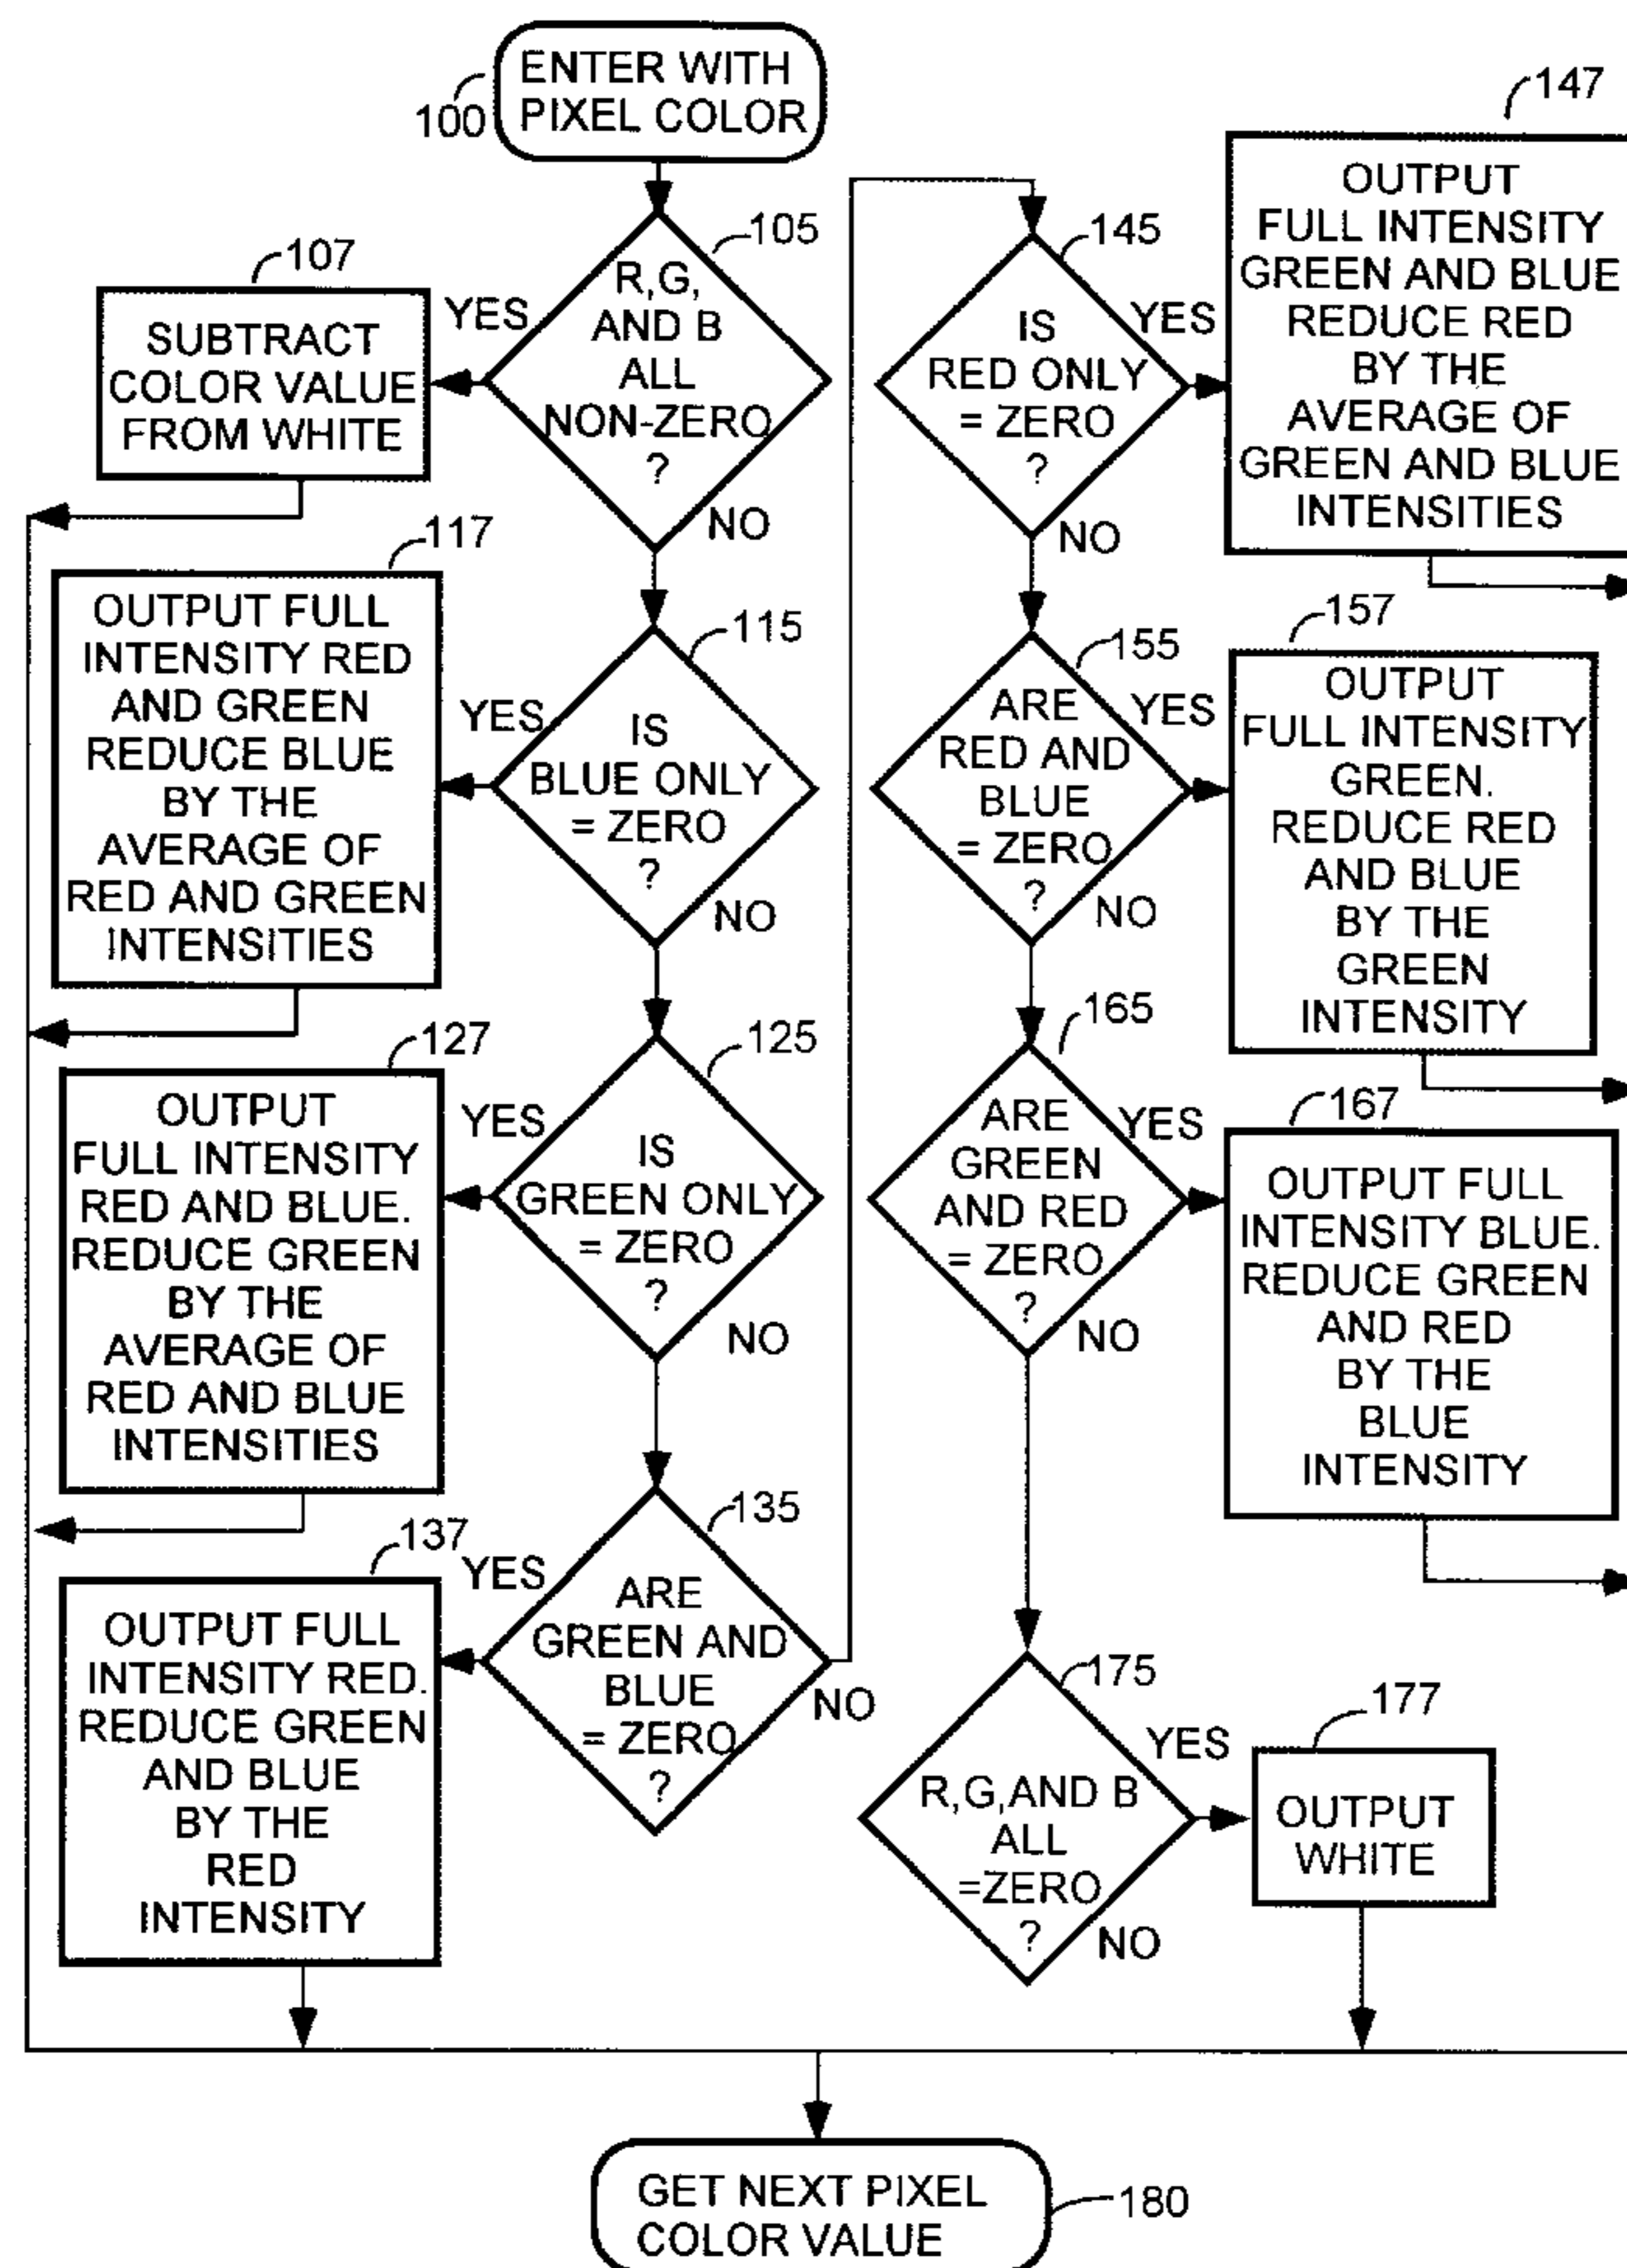 ENTER WITH
PIXEL COLOR
100
R,G,
AND B
ALL
NON-ZERO
?
105
YES
NO
107
SUBTRACT
COLOR VALUE
FROM WHITE
IS
BLUE ONLY
= ZERO
?
115
YES
NO
117
OUTPUT FULL
INTENSITY RED
AND GREEN
REDUCE BLUE
BY THE
AVERAGE OF
RED AND GREEN
INTENSITIES
IS
GREEN ONLY
= ZERO
?
125
YES
NO
127
OUTPUT
FULL INTENSITY
RED AND BLUE.
REDUCE GREEN
BY THE
AVERAGE OF
RED AND BLUE
INTENSITIES
ARE
GREEN AND
BLUE
= ZERO
?
135
YES
NO
137
OUTPUT FULL
INTENSITY RED.
REDUCE GREEN
AND BLUE
BY THE
RED
INTENSITY
IS
RED ONLY
= ZERO
?
145
YES
NO
147
OUTPUT
FULL INTENSITY
GREEN AND BLUE
REDUCE RED
BY THE
AVERAGE OF
GREEN AND BLUE
INTENSITIES
ARE
RED AND
BLUE
= ZERO
?
155
YES
NO
157
OUTPUT
FULL INTENSITY
GREEN.
REDUCE RED
AND BLUE
BY THE
GREEN
INTENSITY
ARE
GREEN
AND RED
= ZERO
?
165
YES
NO
167
OUTPUT FULL
INTENSITY BLUE.
REDUCE GREEN
AND RED
BY THE
BLUE
INTENSITY
R,G,AND B
ALL
=ZERO
?
175
YES
NO
177
OUTPUT
WHITE
GET NEXT PIXEL
COLOR VALUE
180